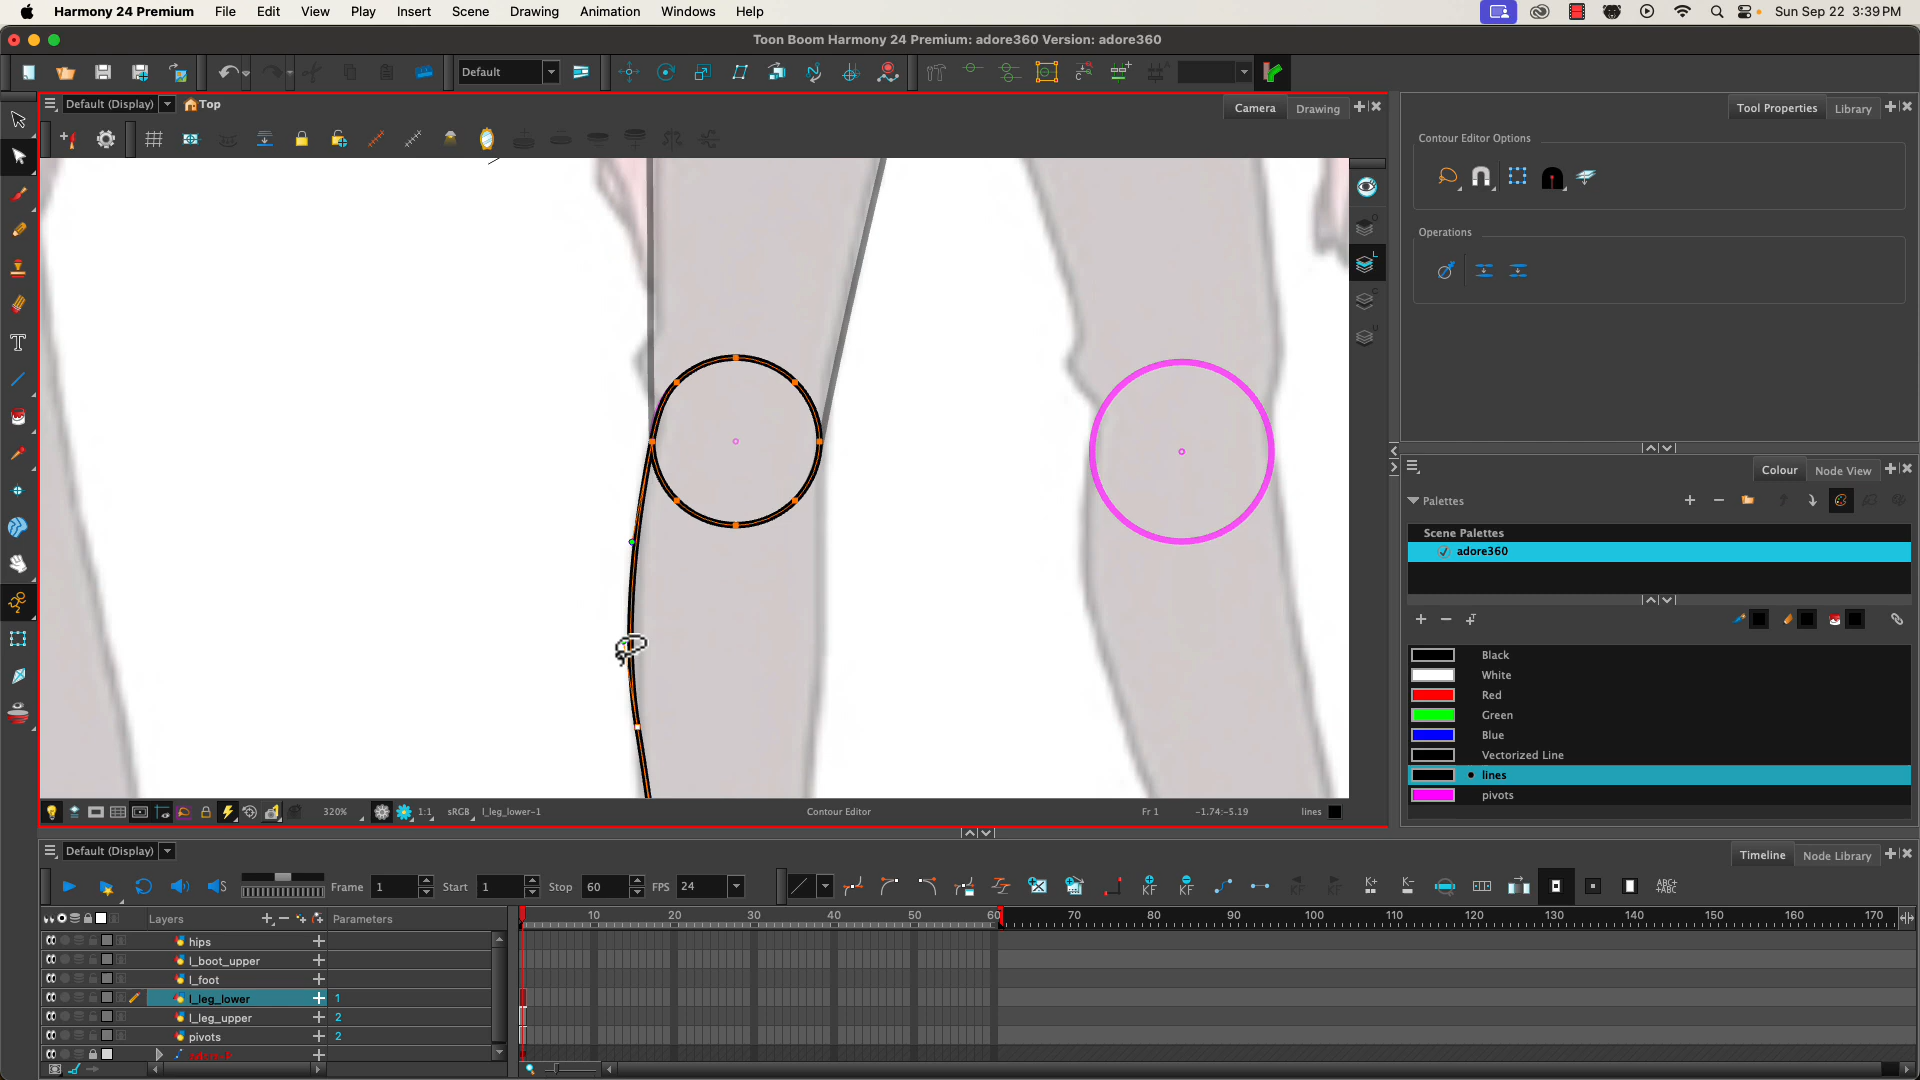 Harmony 24 Premium File Edit View Play Insert Scene Drawing Animation Windows Help Sun Sep 22 3:39 PM
Toon Boom Harmony 24 Premium: adore360 Version: adore360
Default
Default (Display) Top Camera Drawing
Tool Properties Library
Contour Editor Options
Operations
Colour Node View
Palettes
Scene Palettes
adore360
Black
White
Red
Green
Blue
Vectorized Line
lines
pivots
320% 1:1 sRGB l_leg_lower-1 Contour Editor Fr 1 -1.74:-5.19 lines
Default (Display) Timeline Node Library
Frame 1 Start 1 Stop 60 FPS 24
Layers Parameters
10 20 30 40 50 60 70 80 90 100 110 120 130 140 150 160 170
hips
l_boot_upper
l_foot
l_leg_lower 1
l_leg_upper 2
pivots 2